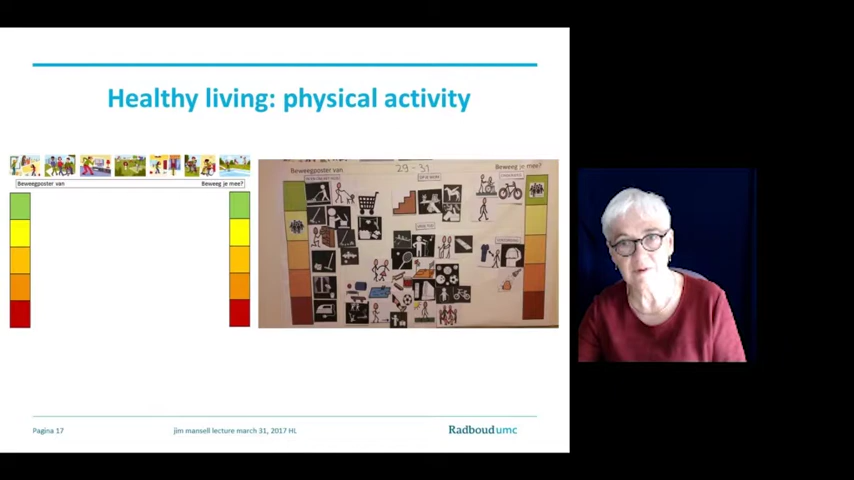 Healthy living: physical activity
Beweegposter van
Beweeg je mee?
Beweegposter van
29-31
Beweeg je mee?
Pagina 17
jim mansell lecture march 31, 2017 HL
Radboudumc